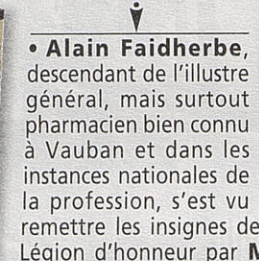 • Alain Faidherbe,
descendant de l'illustre
général, mais surtout
pharmacien bien connu
à Vauban et dans les
instances nationales de
la profession, s'est vu
remettre les insignes de
Légion d'honneur par M